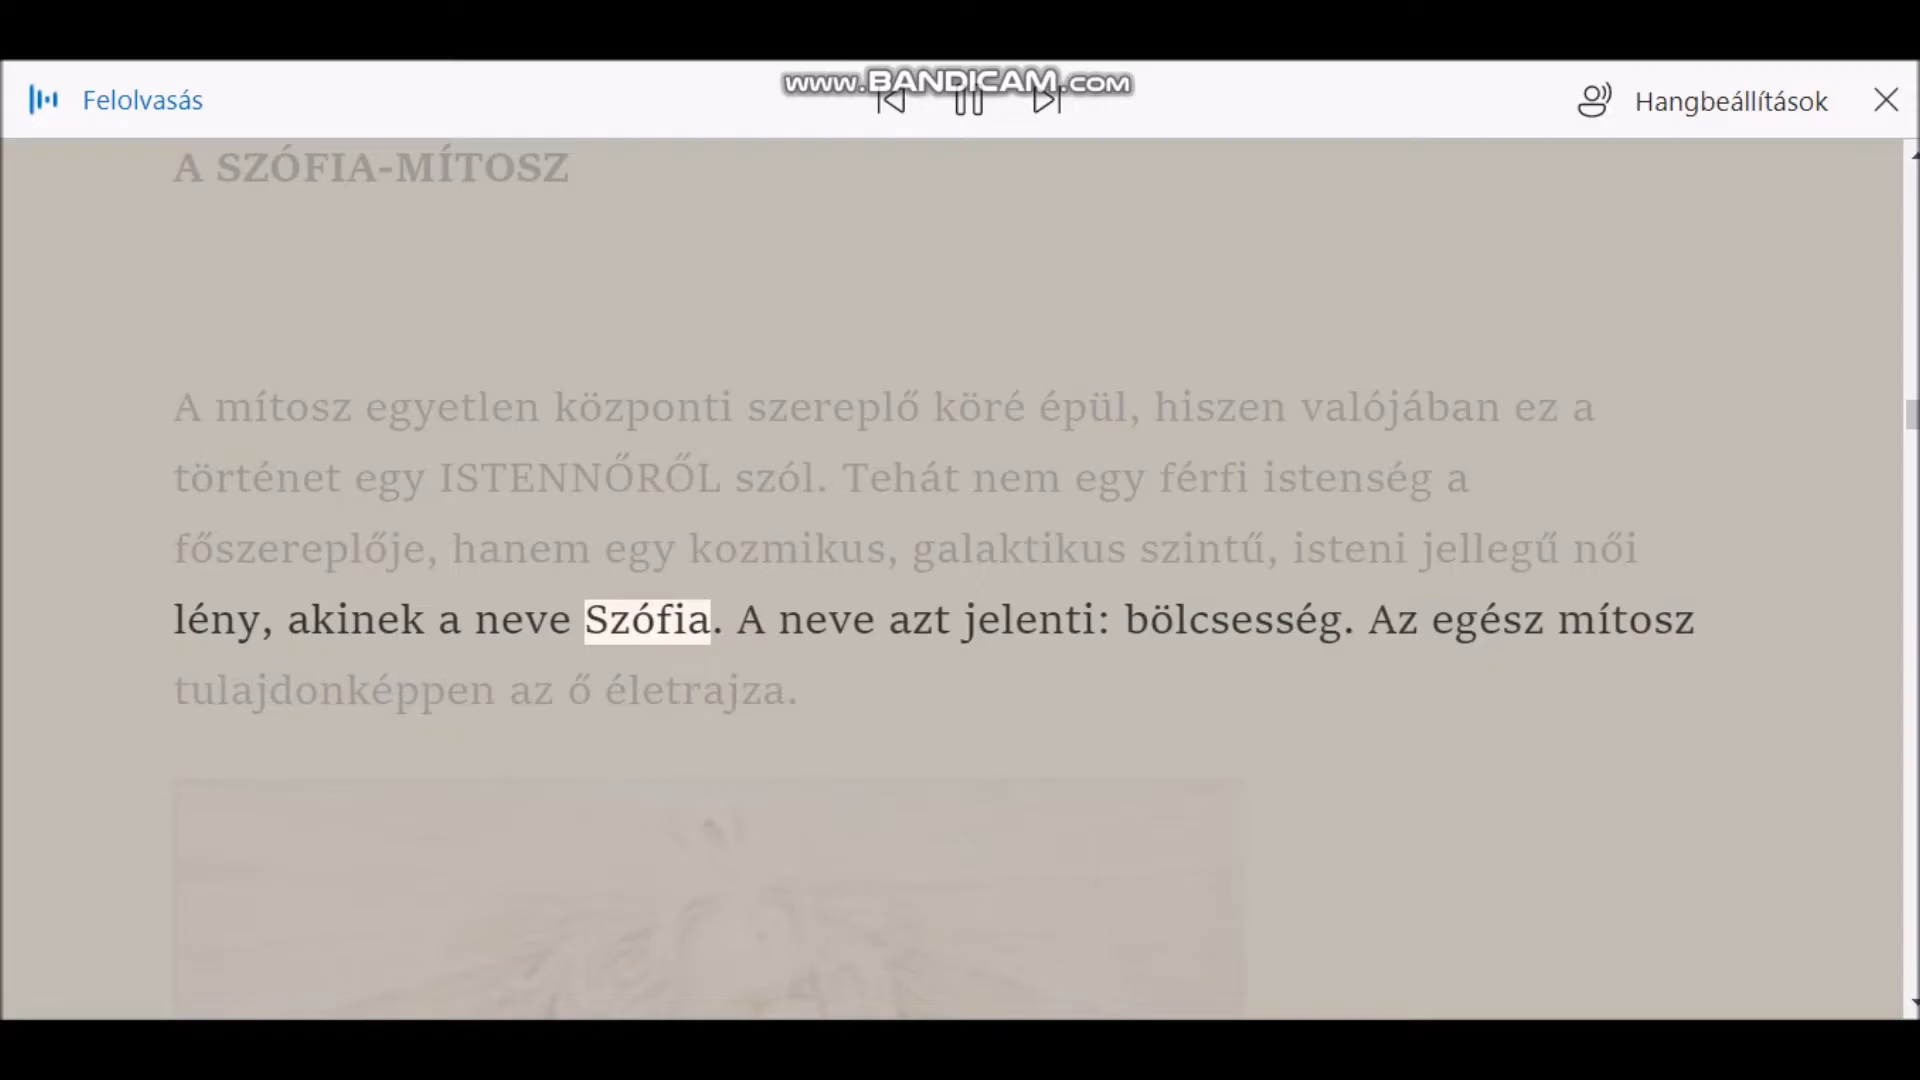 www.BANDICAM.com
Felolvasás
Hangbeállítások
A SZÓFIA-MÍTOSZ
A mítosz egyetlen központi szereplő köré épül, hiszen valójában ez a
történet egy ISTENNŐRŐL szól. Tehát nem egy férfi istenség a
főszereplője, hanem egy kozmikus, galaktikus szintű, isteni jellegű női
lény, akinek a neve Szófia. A neve azt jelenti: bölcsesség. Az egész mítosz
tulajdonképpen az ő életrajza.